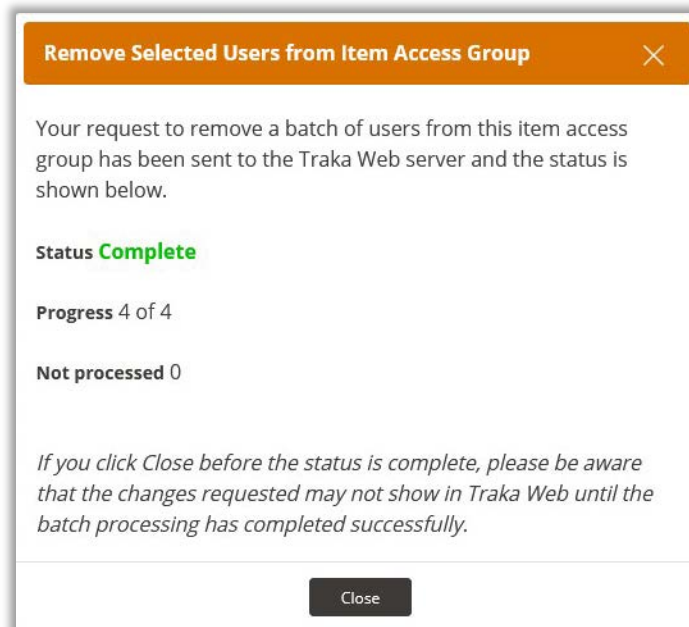 Remove Selected Users from Item Access Group
Your request to remove a batch of users from this item access
group has been sent to the Traka Web server and the status is
shown below.
Status Complete
Progress 4 of 4
Not processed 0
If you click Close before the status is complete, please be aware
that the changes requested may not show in Traka Web until the
batch processing has completed successfully.
Close